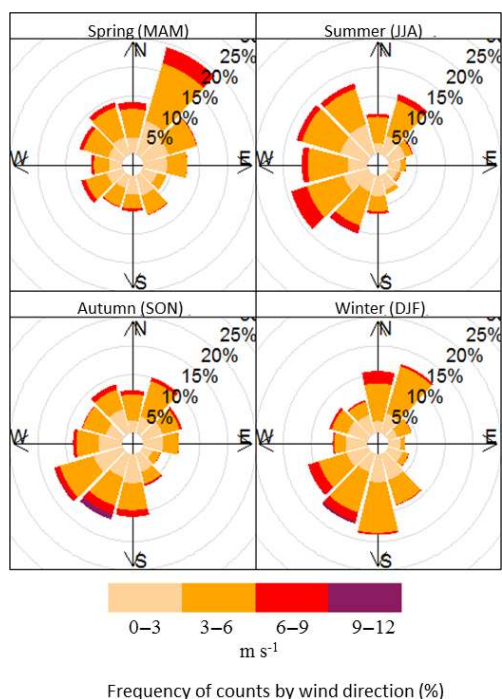 Spring (MAM)
N
25%
20%
15%
10%
5%
W
E
S
Summer (JJA)
N
25%
20%
15%
10%
5%
W
E
S
Autumn (SON)
N
25%
20%
15%
10%
5%
W
E
S
Winter (DJF)
N
25%
20%
15%
10%
5%
W
E
S
0–3 3–6 6–9 9–12
m s-1
Frequency of counts by wind direction (%)